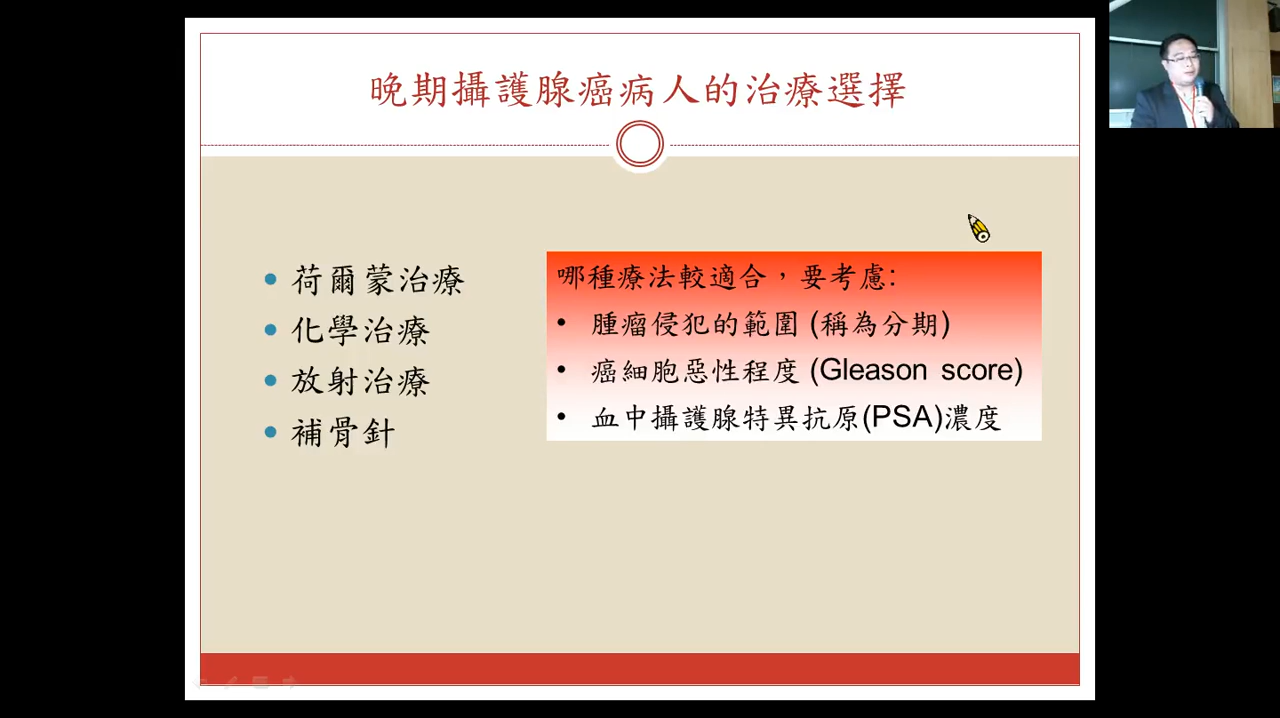 晚期攝護腺癌病人的治療選擇
• 荷爾蒙治療
• 化學治療
• 放射治療
• 補骨針
哪種療法較適合，要考慮:
• 腫瘤侵犯的範圍 (稱為分期)
• 癌細胞惡性程度 (Gleason score)
• 血中攝護腺特異抗原(PSA)濃度